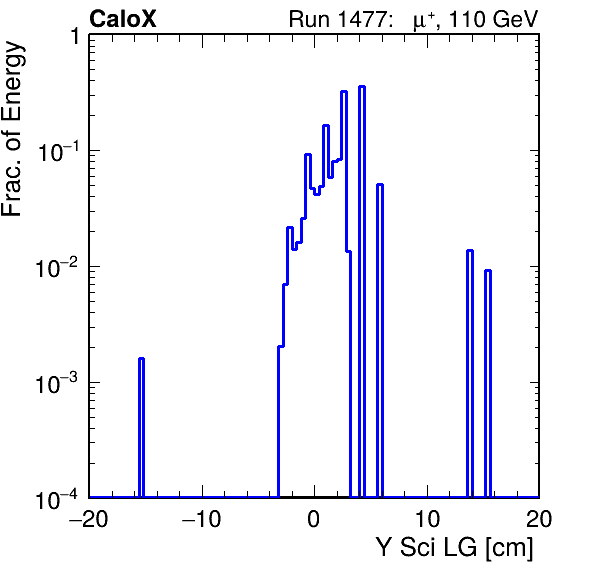 CaloX Run 1477: μ⁺, 110 GeV
Frac. of Energy
1
10⁻¹
10⁻²
10⁻³
10⁻⁴
−20 −10 0 10 20
Y Sci LG [cm]